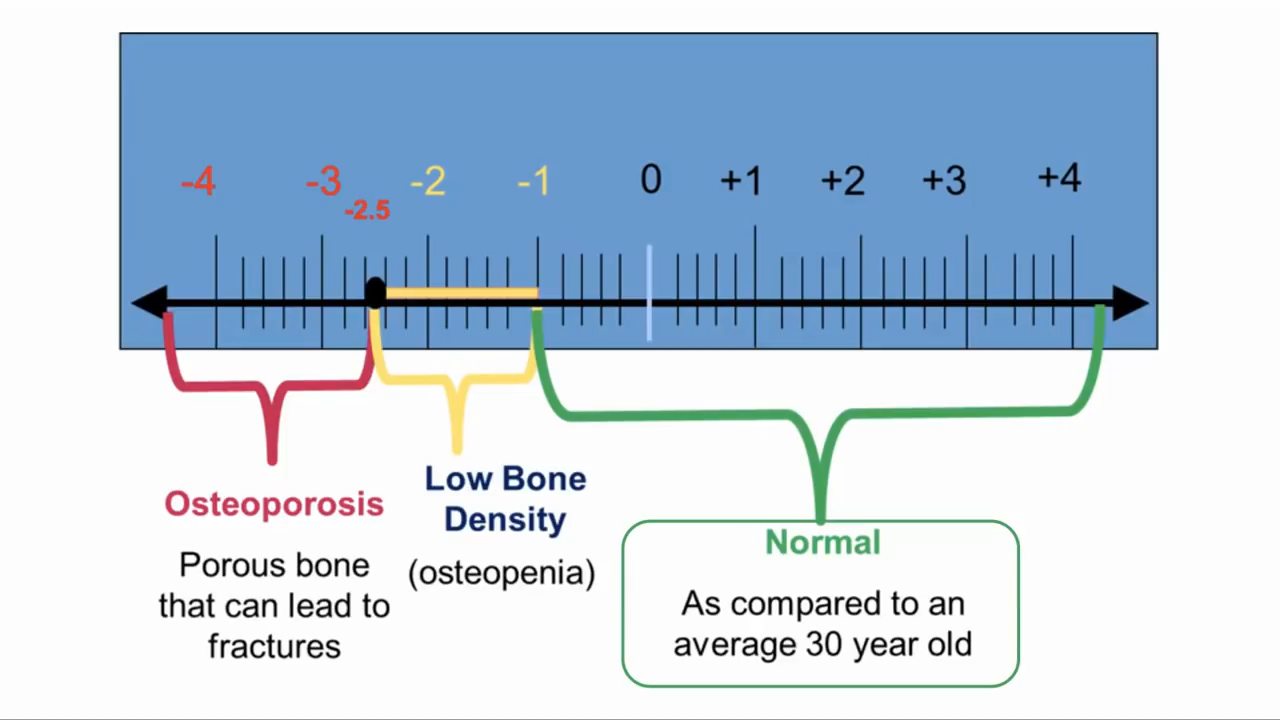 -4 -3 -2 -1 0 +1 +2 +3 +4
-2.5
Osteoporosis
Porous bone
that can lead to
fractures
Low Bone
Density
(osteopenia)
Normal
As compared to an
average 30 year old